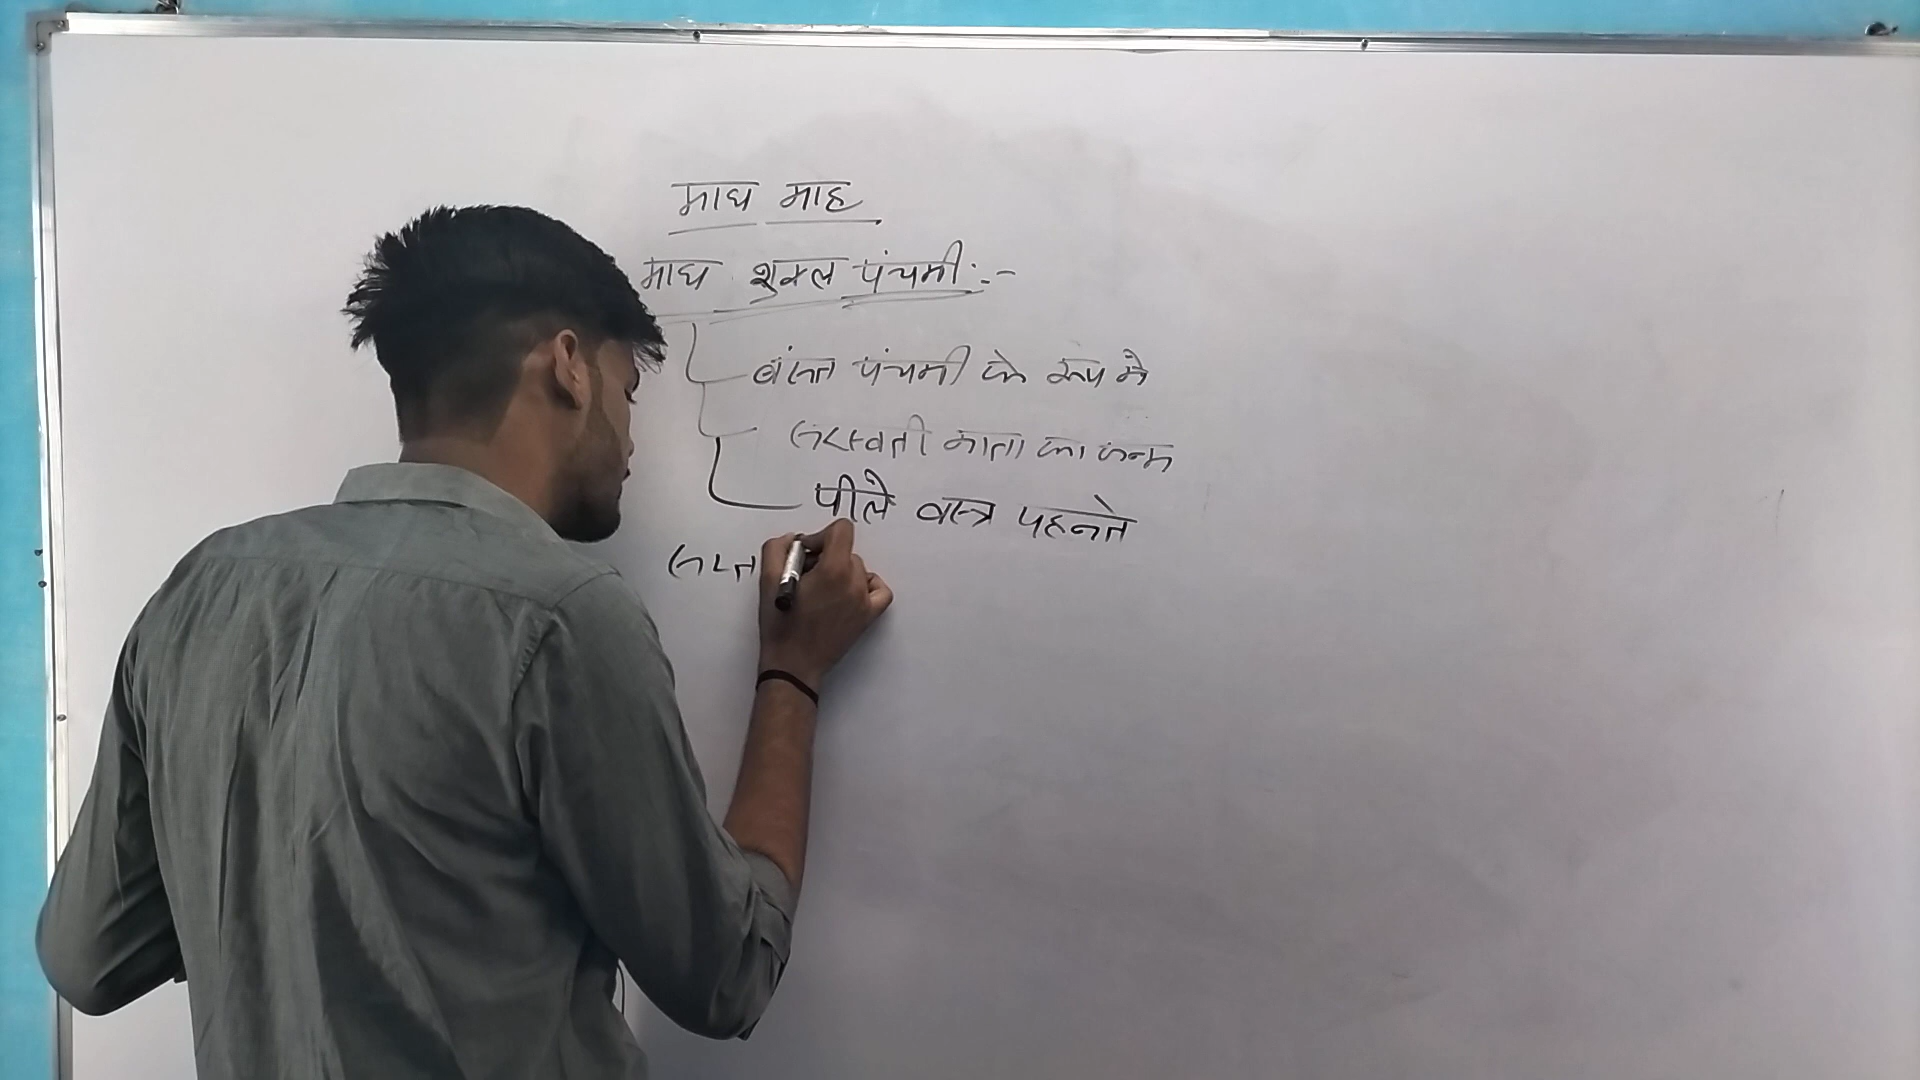 माघ माह
माघ शुक्ल पंचमी :-
बंसत पंचमी के रूप मे
सरस्वती माता का जन्म
पीले वस्त्र पहनते